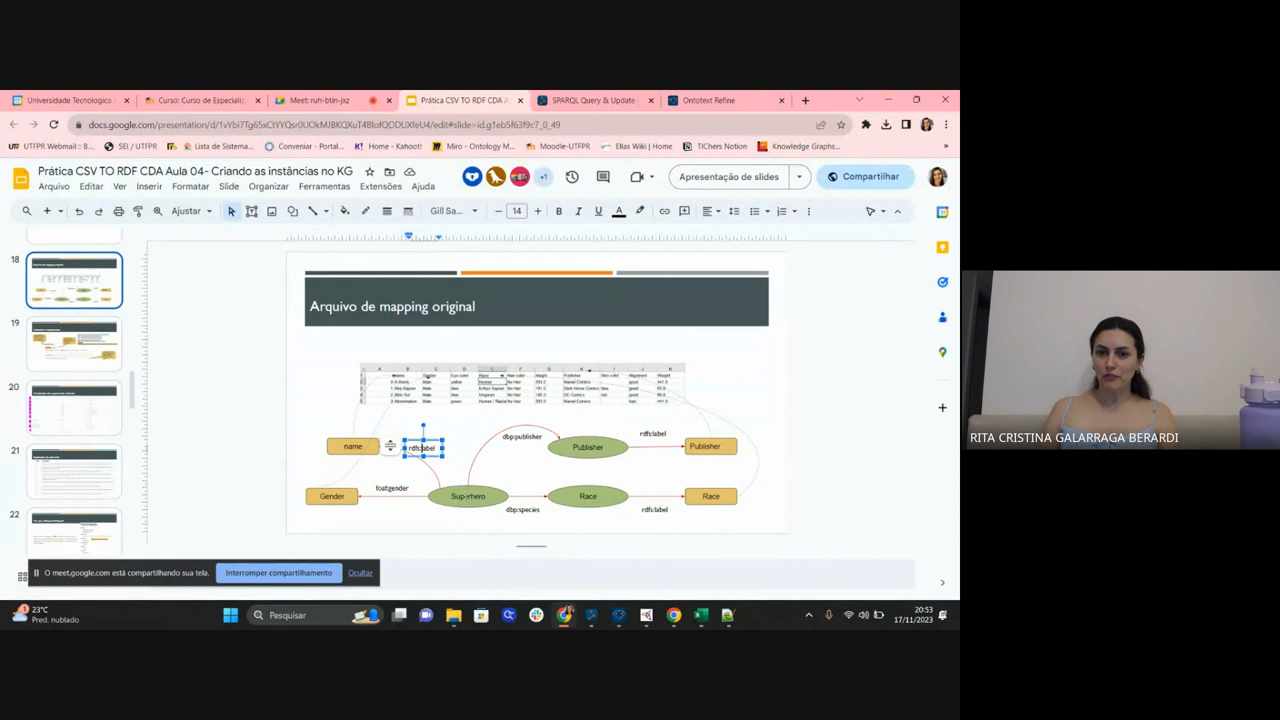 Universidade Tecnologica
Curso: Curso de Especializ
Meet: ruh-btin-jxz
Prática CSV TO RDF CDA A
SPARQL Query & Update
Ontotext Refine
docs.google.com/presentation/d/1vYbi7Tg65xCtYYQsr0UOkMJBKQXuT4BlofQODUXfeU4/edit#slide=id.g1eb5f63f9c7_0_49
UTFPR Webmail :: B...
SEI / UTFPR
Lista de Sistema...
Conveniar - Portal...
Home - Kahoot!
Miro - Ontology M...
Moodle-UTFPR
Ellas Wiki | Home
TIChers Notion
Knowledge Graphs...
Prática CSV TO RDF CDA Aula 04- Criando as instâncias no KG
+1
Apresentação de slides
Compartilhar
Arquivo Editar Ver Inserir Formatar Slide Organizar Ferramentas Extensões Ajuda
Ajustar
Gill Sa...
14
18
19
20
21
22
Arquivo de mapping original
name
rdfs:label
dbp:publisher
Publisher
rdfs:label
Publisher
Gender
foaf:gender
Superhero
dbp:species
Race
rdfs:label
Race
O meet.google.com está compartilhando sua tela.
Interromper compartilhamento
Ocultar
23°C
Pred. nublado
Pesquisar
20:53
17/11/2023
RITA CRISTINA GALARRAGA BERARDI